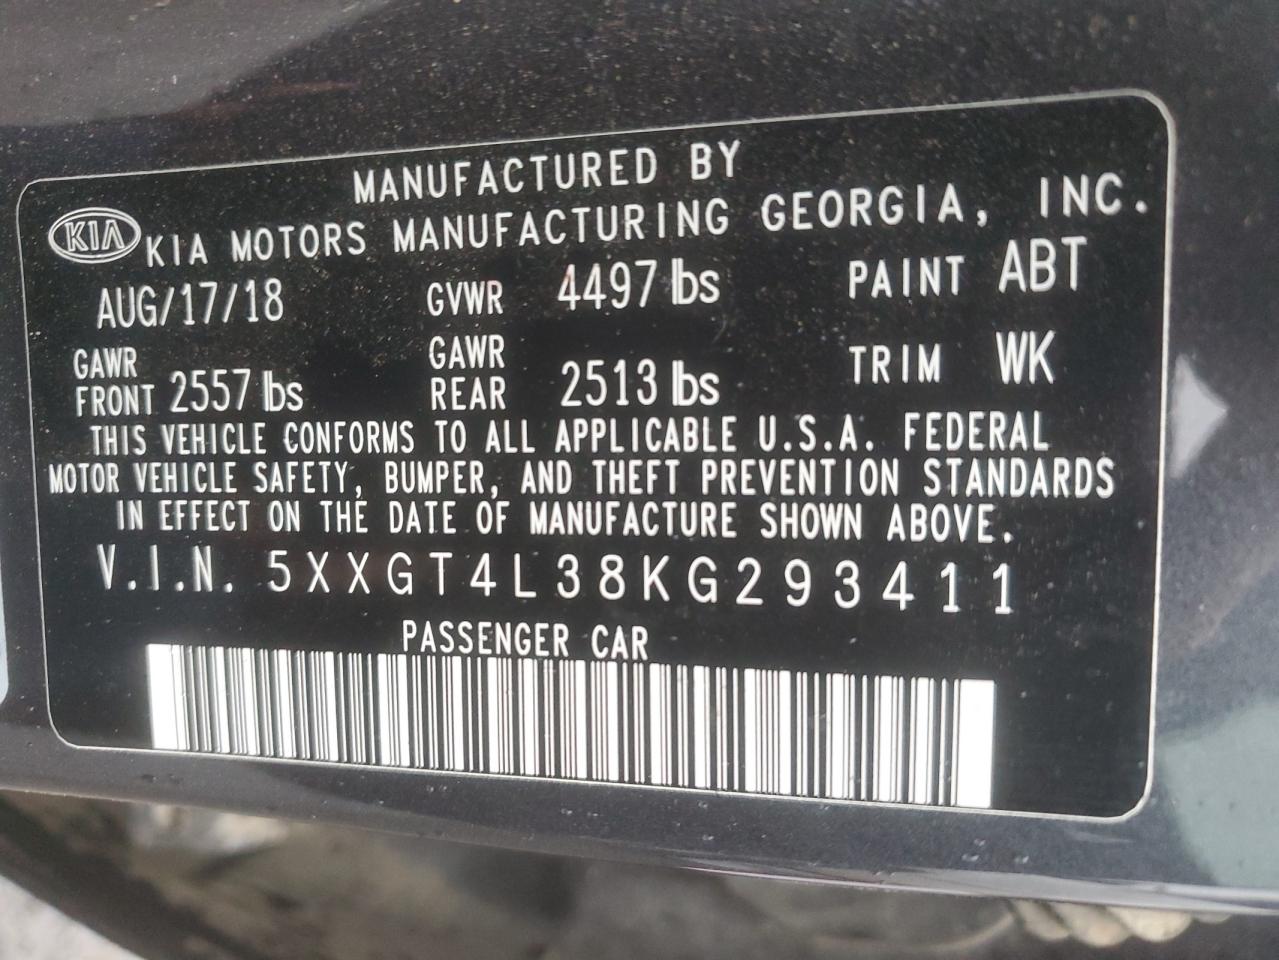 MANUFACTURED BY
KIA KIA MOTORS MANUFACTURING GEORGIA, INC.
AUG/17/18 GVWR 4497 lbs PAINT ABT
GAWR FRONT 2557 lbs GAWR REAR 2513 lbs TRIM WK
THIS VEHICLE CONFORMS TO ALL APPLICABLE U.S.A. FEDERAL
MOTOR VEHICLE SAFETY, BUMPER, AND THEFT PREVENTION STANDARDS
IN EFFECT ON THE DATE OF MANUFACTURE SHOWN ABOVE.
V.I.N. 5XXGT4L38KG293411
PASSENGER CAR